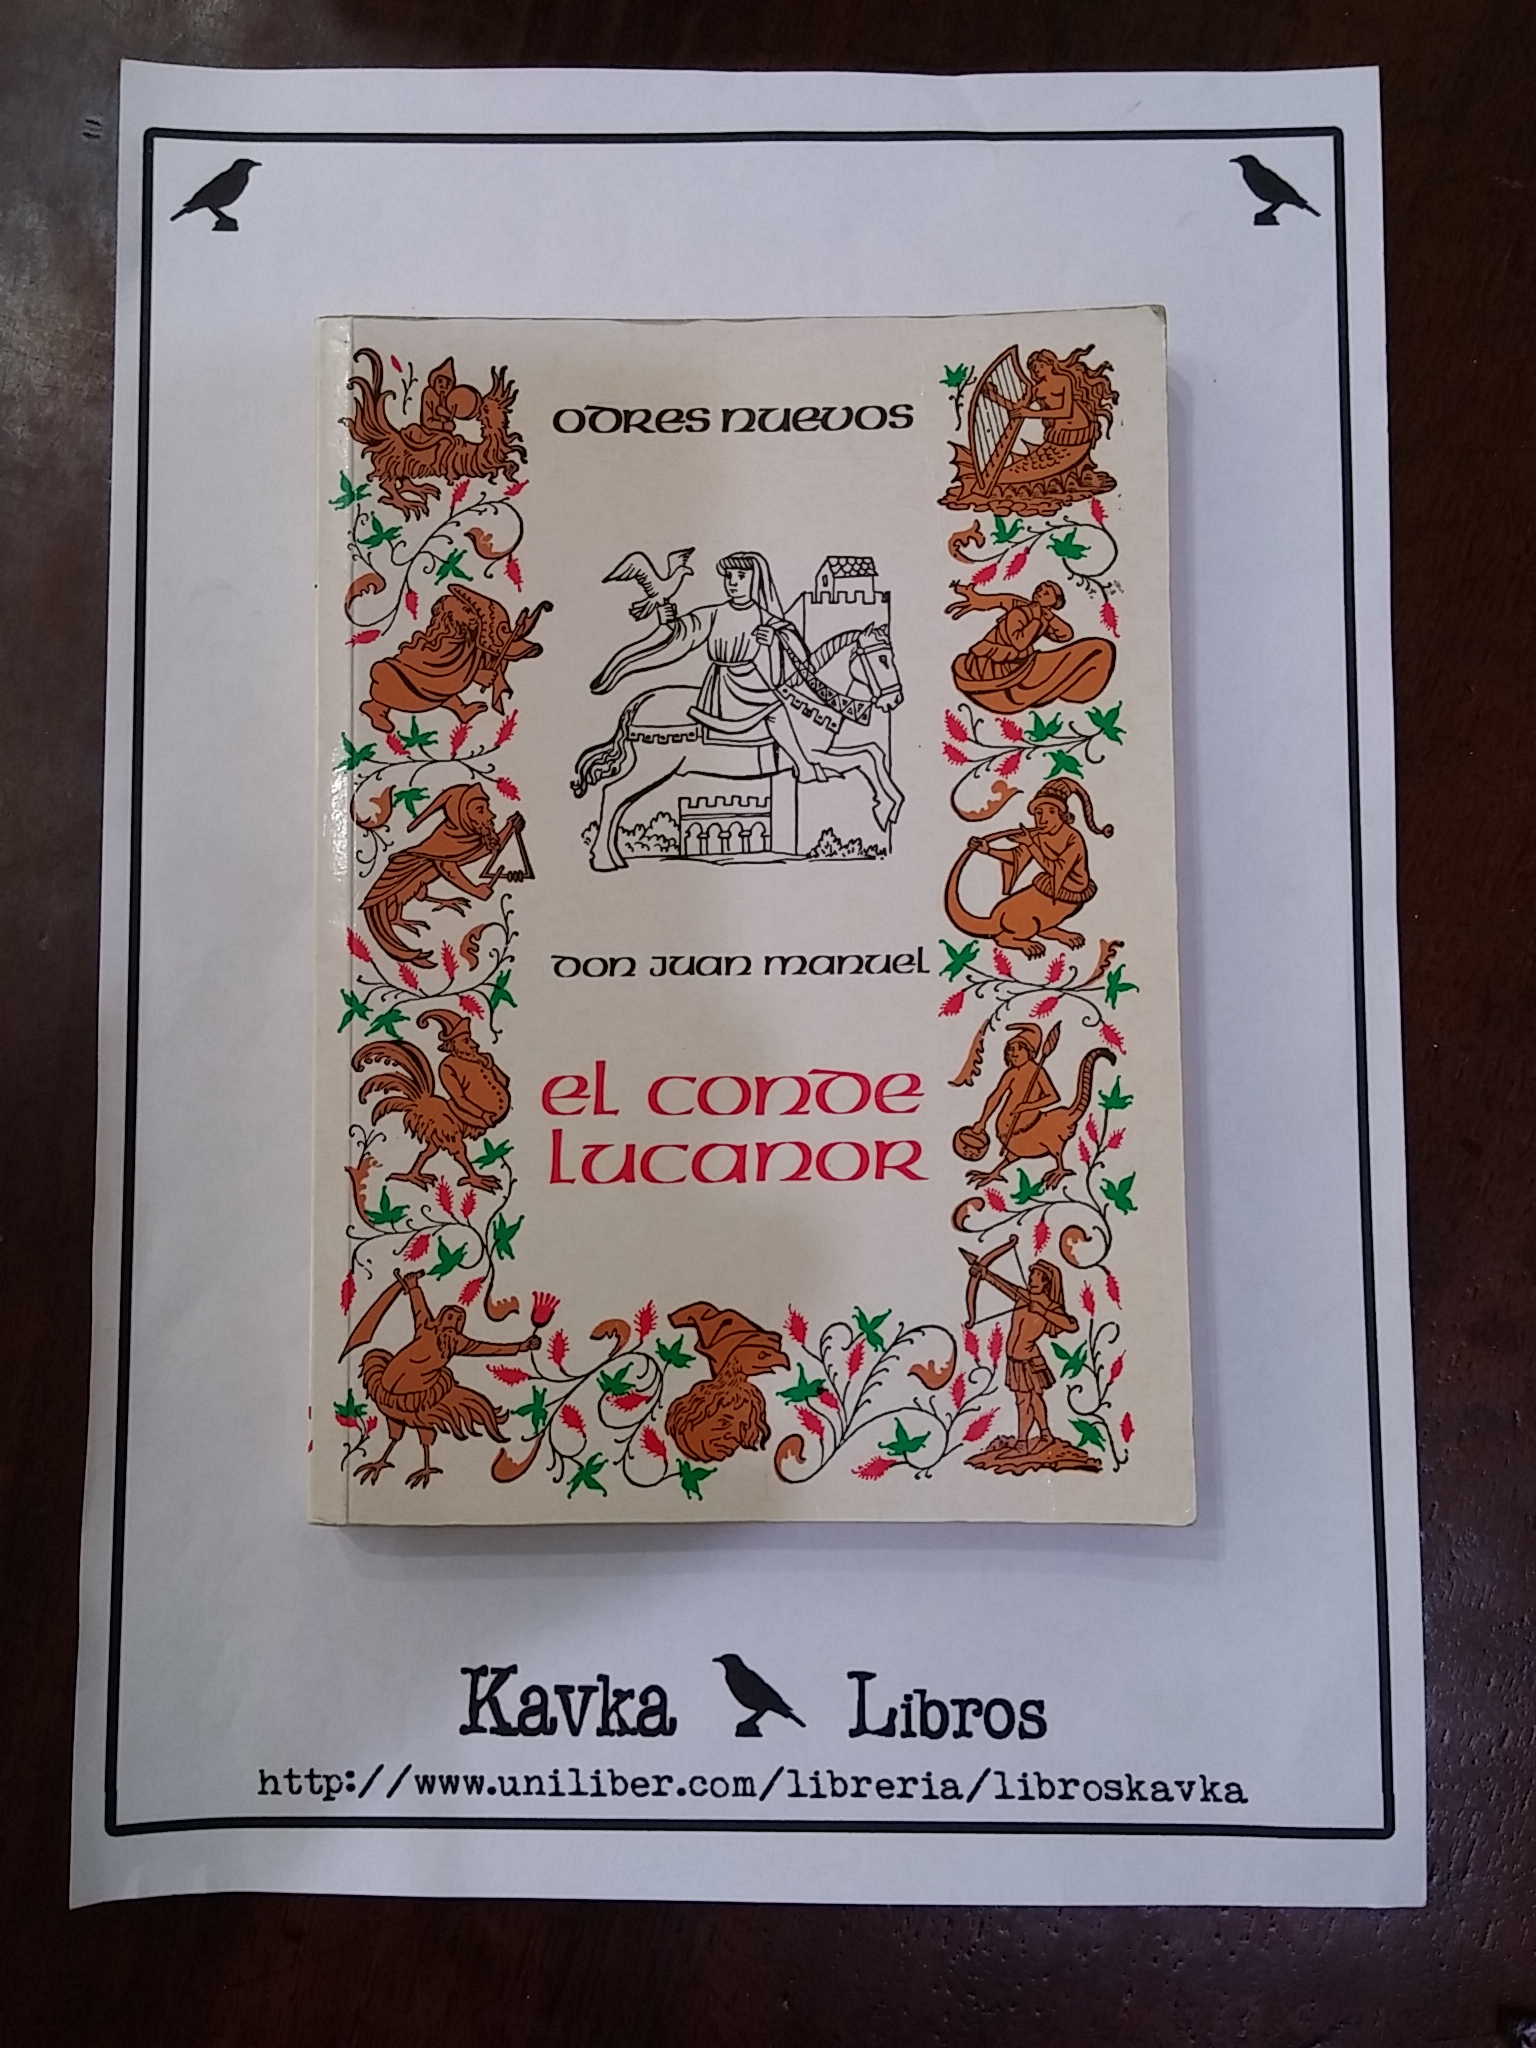 odres nuevos
don juan manuel
el conde
lucanor
Kavka Libros
http://www.uniliber.com/libreria/libroskavka